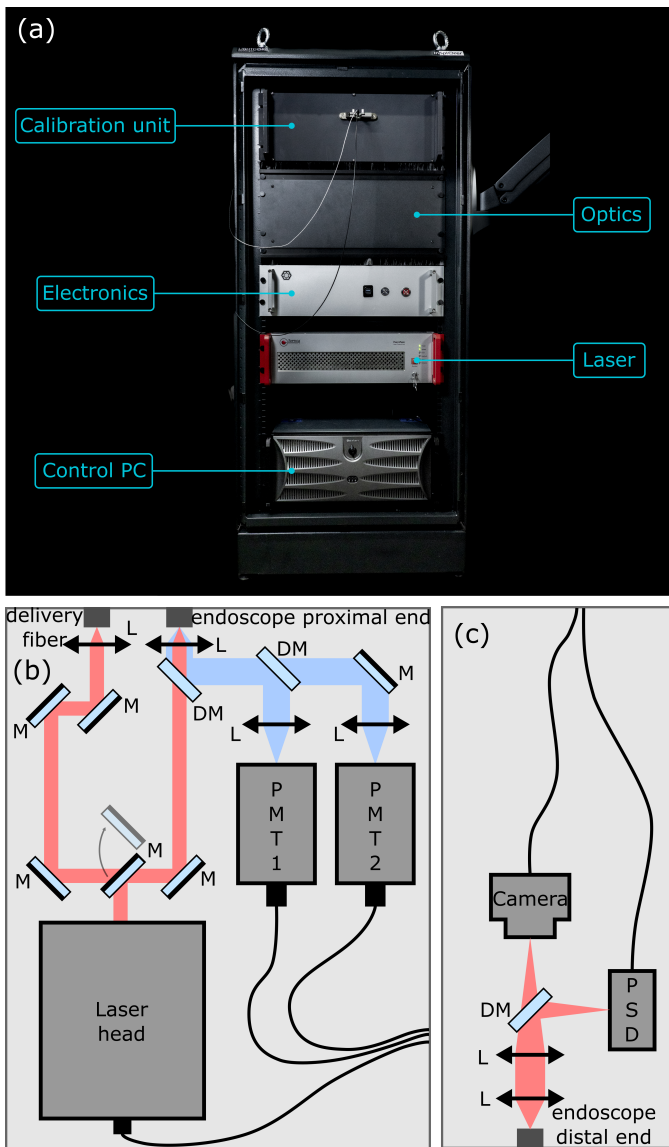 (a)
Calibration unit
Optics
Electronics
Laser
Control PC
delivery
fiber
L
endoscope proximal end
L
(b)
DM
M
M
M
DM
L
L
P
M
T
1
P
M
T
2
M
M
M
Laser
head
(c)
Camera
DM
P
S
D
L
L
endoscope
distal end